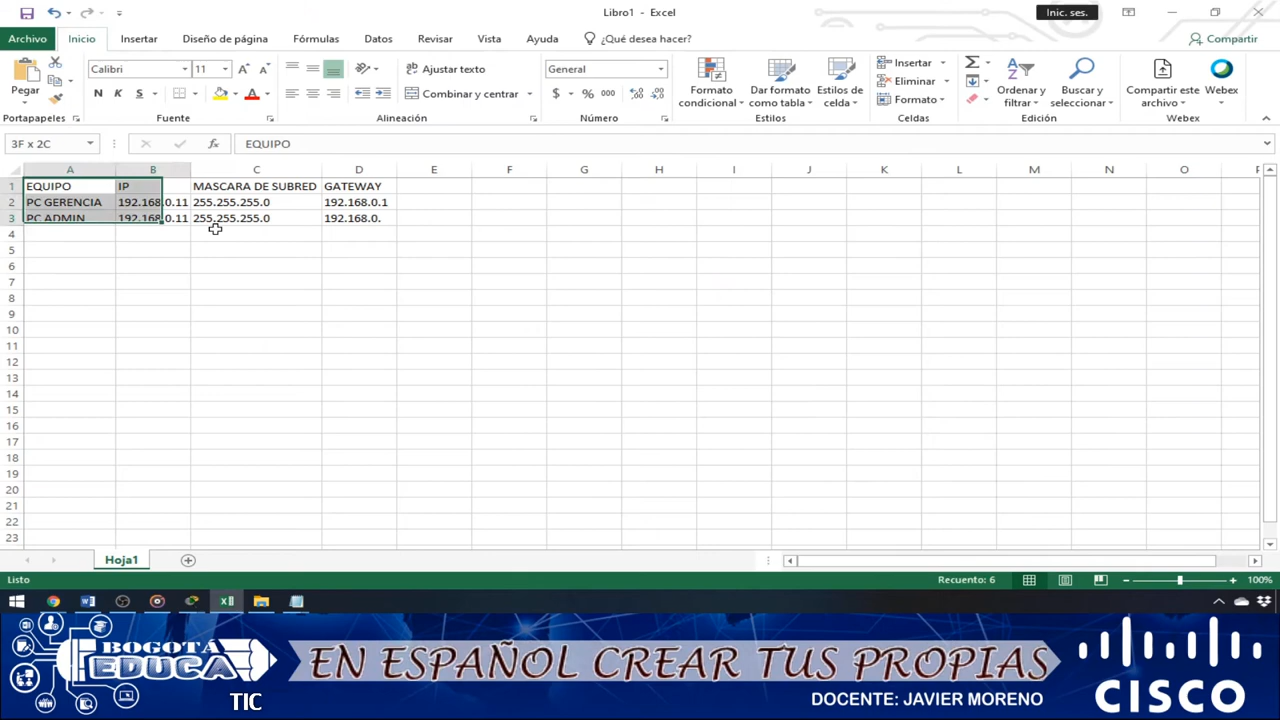 Libro1 - Excel
Inic. ses.
Archivo Inicio Insertar Diseño de página Fórmulas Datos Revisar Vista Ayuda ¿Qué desea hacer? Compartir
Pegar
Calibri 11
N K S
Ajustar texto
Combinar y centrar
General
$ % 000
Formato condicional
Dar formato como tabla
Estilos de celda
Insertar
Eliminar
Formato
Ordenar y filtrar
Buscar y seleccionar
Compartir este archivo
Webex
Portapapeles Fuente Alineación Número Estilos Celdas Edición Webex
3F x 2C fx EQUIPO
A B C D E F G H I J K L M N O
1 EQUIPO IP MASCARA DE SUBRED GATEWAY
2 PC GERENCIA 192.168.0.11 255.255.255.0 192.168.0.1
3 PC ADMIN 192.168.0.11 255.255.255.0 192.168.0.
4
5
6
7
8
9
10
11
12
13
14
15
16
17
18
19
20
21
22
23
Hoja1
Listo Recuento: 6 100%
BOGOTÁ
EDUCA
TIC
EN ESPAÑOL CREAR TUS PROPIAS
DOCENTE: JAVIER MORENO
CISCO